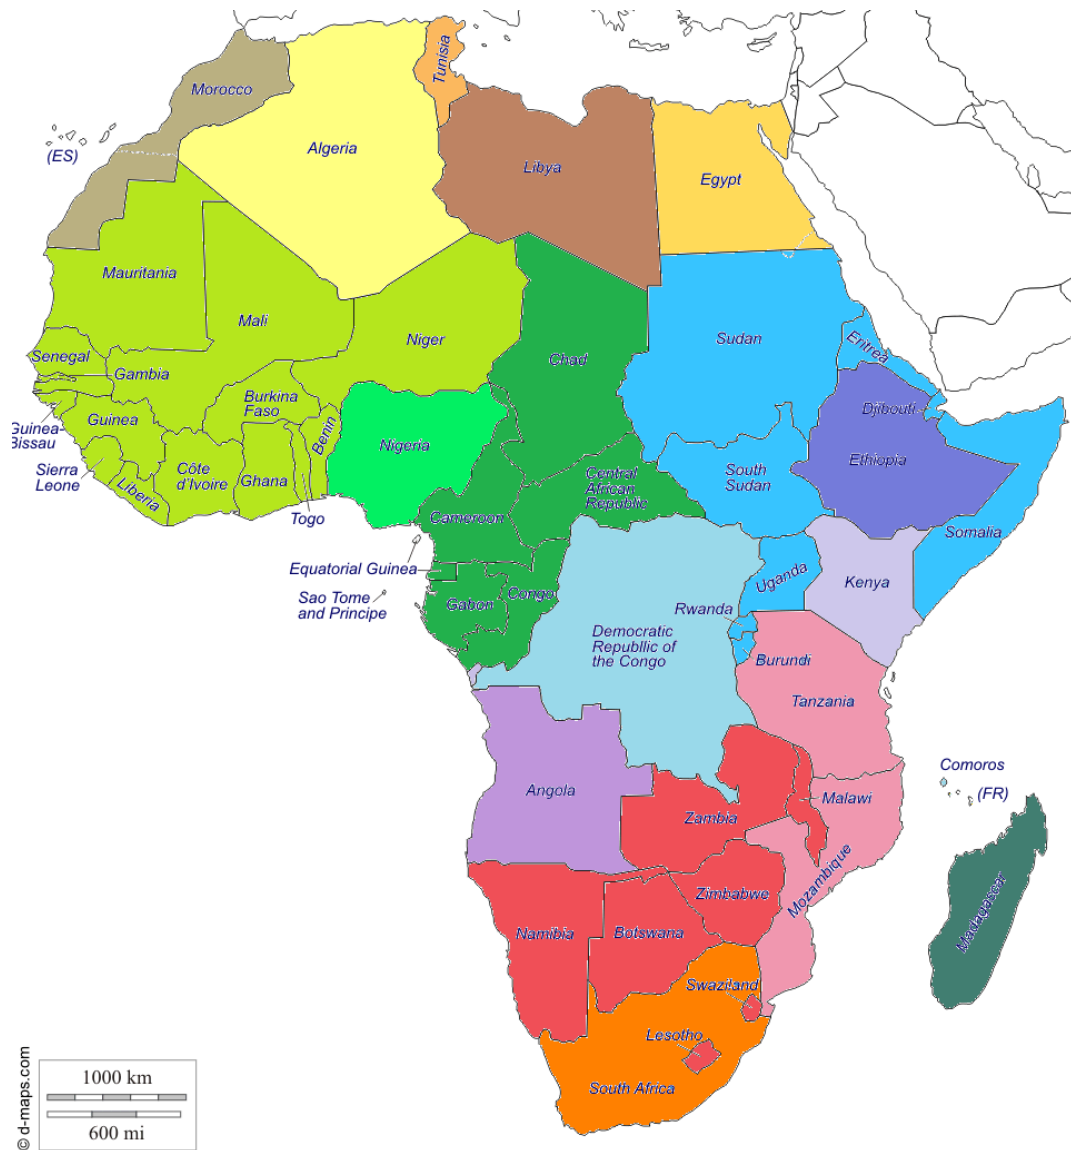 Tunisia
Morocco
Algeria
(ES)
Libya
Egypt
Mauritania
Mali
Niger
Chad
Sudan
Eritrea
Senegal
Gambia
Burkina
Faso
Djibouti
Guinea-
Bissau
Guinea
Benin
Nigeria
Sierra
Leone
Côte
d'Ivoire
Ghana
Liberia
Togo
Central
African
Republic
South
Sudan
Ethiopia
Cameroon
Somalia
Equatorial Guinea
Sao Tome
and Principe
Gabon
Congo
Uganda
Kenya
Rwanda
Democratic
Republlic of
the Congo
Burundi
Tanzania
Angola
Comoros
(FR)
Malawi
Zambia
Mozambique
Zimbabwe
Namibia
Botswana
Madagascar
Swaziland
Lesotho
South Africa
1000 km
600 mi
© d-maps.com